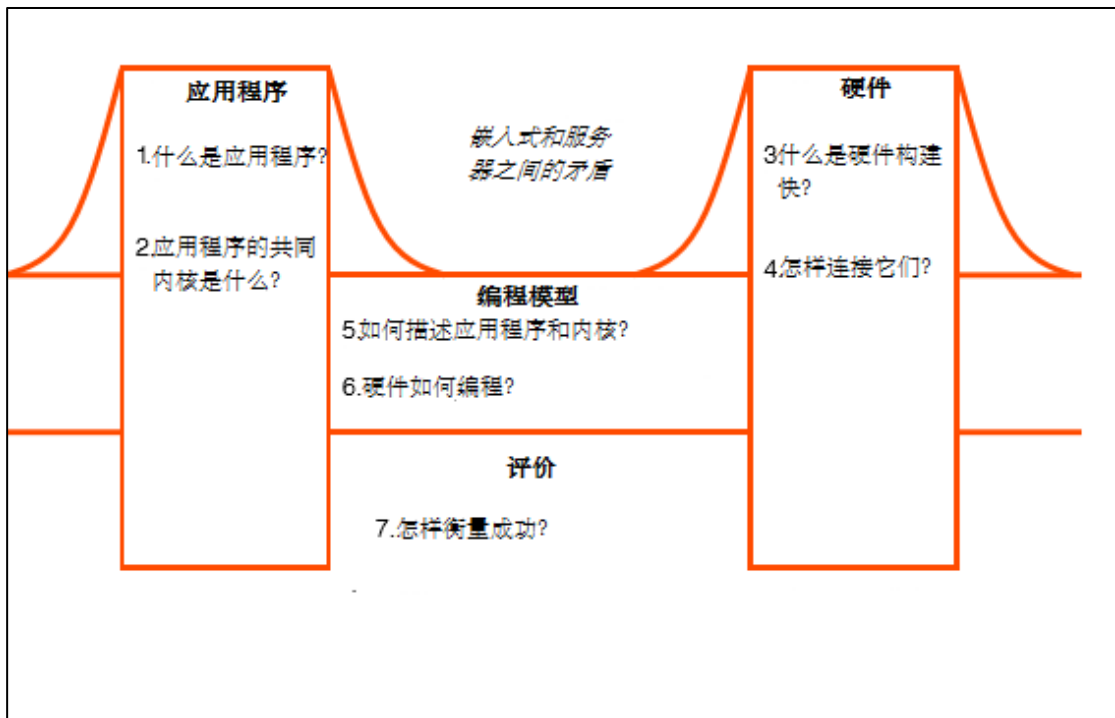 应用程序
1.什么是应用程序?
2.应用程序的共同
内核是什么?
嵌入式和服务
器之间的矛盾
硬件
3什么是硬件构建
快?
4怎样连接它们?
编程模型
5如何描述应用程序和内核?
6.硬件如何编程?
评价
7.怎样衡量成功?